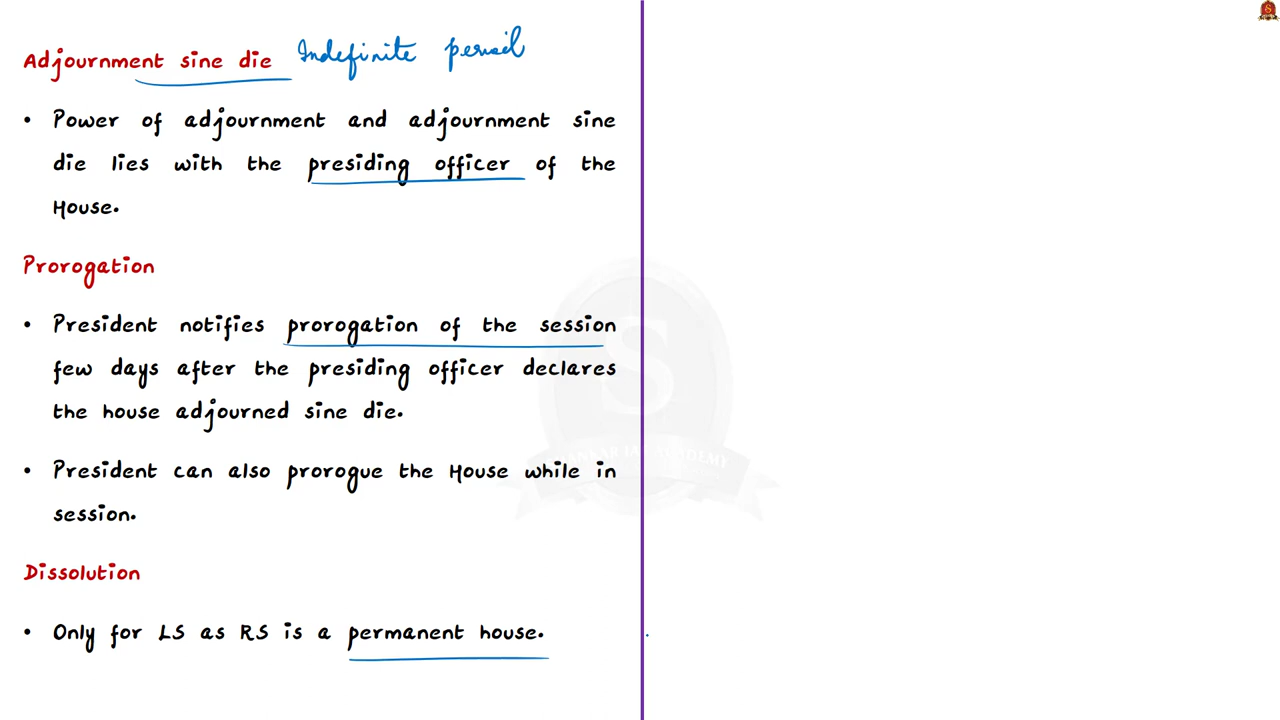 Adjournment sine die Indefinite period
• Power of adjournment and adjournment sine
die lies with the presiding officer of the
House.
Prorogation
• President notifies prorogation of the session
few days after the presiding officer declares
the house adjourned sine die.
• President can also prorogue the House while in
session.
Dissolution
• Only for LS as RS is a permanent house.